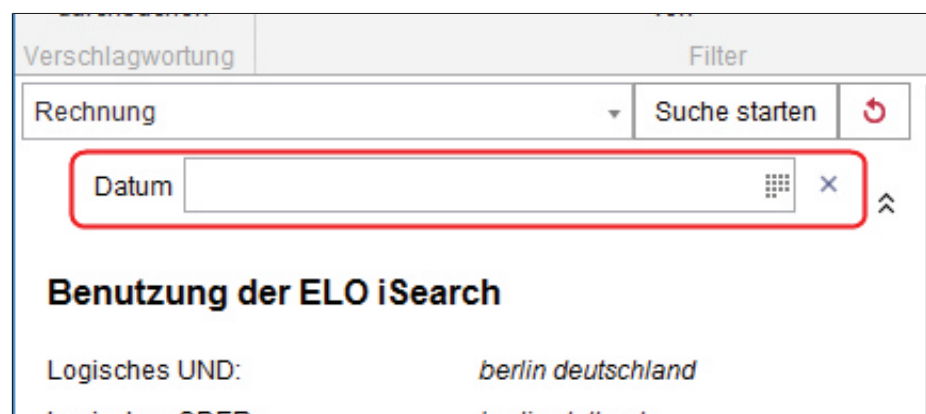 Verschlagwortung Filter
Rechnung Suche starten
Datum
Benutzung der ELO iSearch
Logisches UND: berlin deutschland